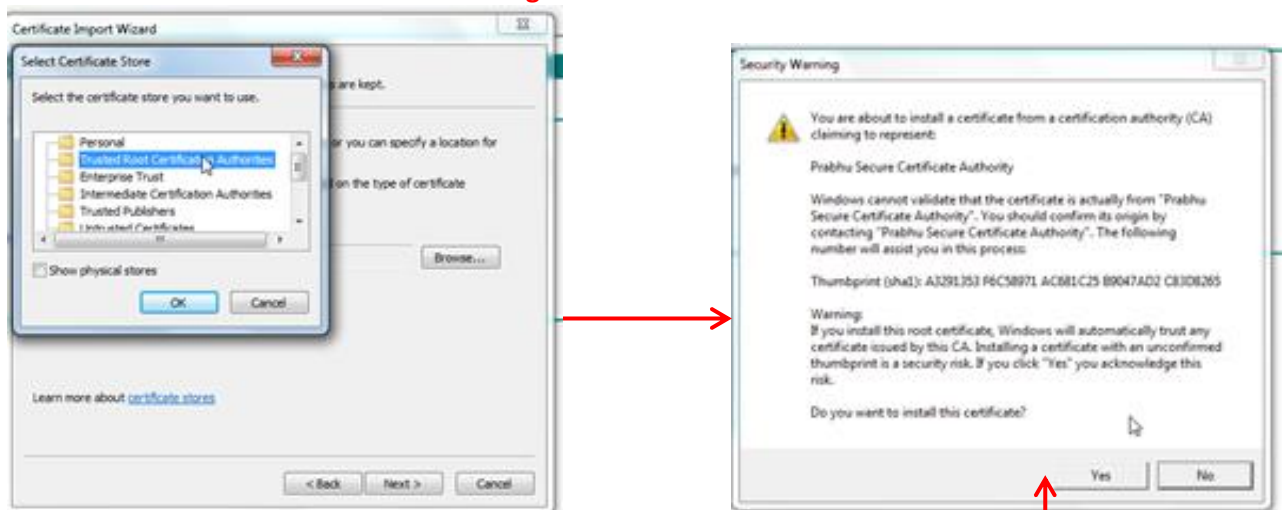 Certificate Import Wizard
Select Certificate Store
Select the certificate store you want to use.
Personal
Trusted Root Certification Authorities
Enterprise Trust
Intermediate Certification Authorities
Trusted Publishers
Untrusted Certificates
Show physical stores
OK
Cancel
s are kept.
or you can specify a location for
on the type of certificate
Browse...
Learn more about certificate stores
< Back
Next >
Cancel
Security Warning
You are about to install a certificate from a certification authority (CA)
claiming to represent:
Prabhu Secure Certificate Authority
Windows cannot validate that the certificate is actually from "Prabhu
Secure Certificate Authority". You should confirm its origin by
contacting "Prabhu Secure Certificate Authority". The following
number will assist you in this process:
Thumbprint (sha1): A3291353 F6C58971 AC681C25 B9047AD2 C83D8265
Warning:
If you install this root certificate, Windows will automatically trust any
certificate issued by this CA. Installing a certificate with an unconfirmed
thumbprint is a security risk. If you click "Yes" you acknowledge this
risk.
Do you want to install this certificate?
Yes
No